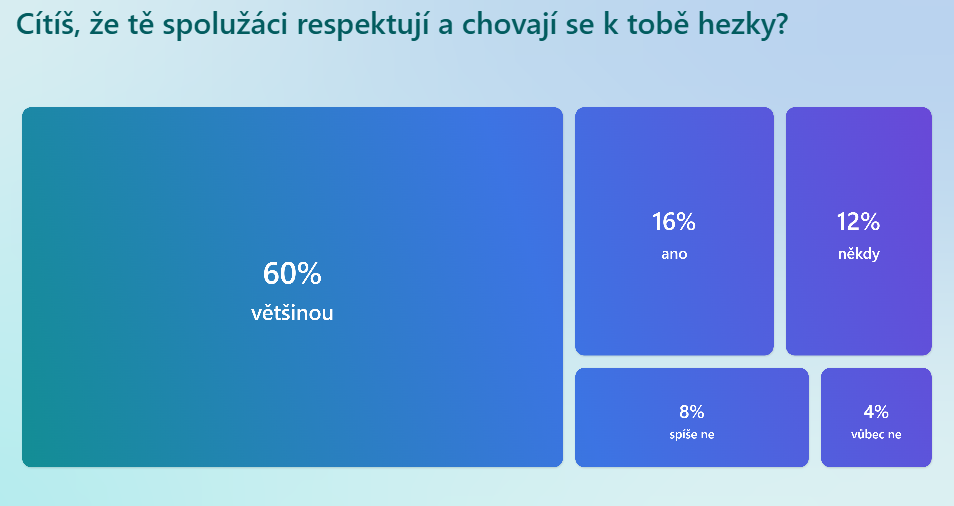 Cítíš, že tě spolužáci respektují a chovají se k tobě hezky?
60%
většinou
16%
ano
12%
někdy
8%
spíše ne
4%
vůbec ne